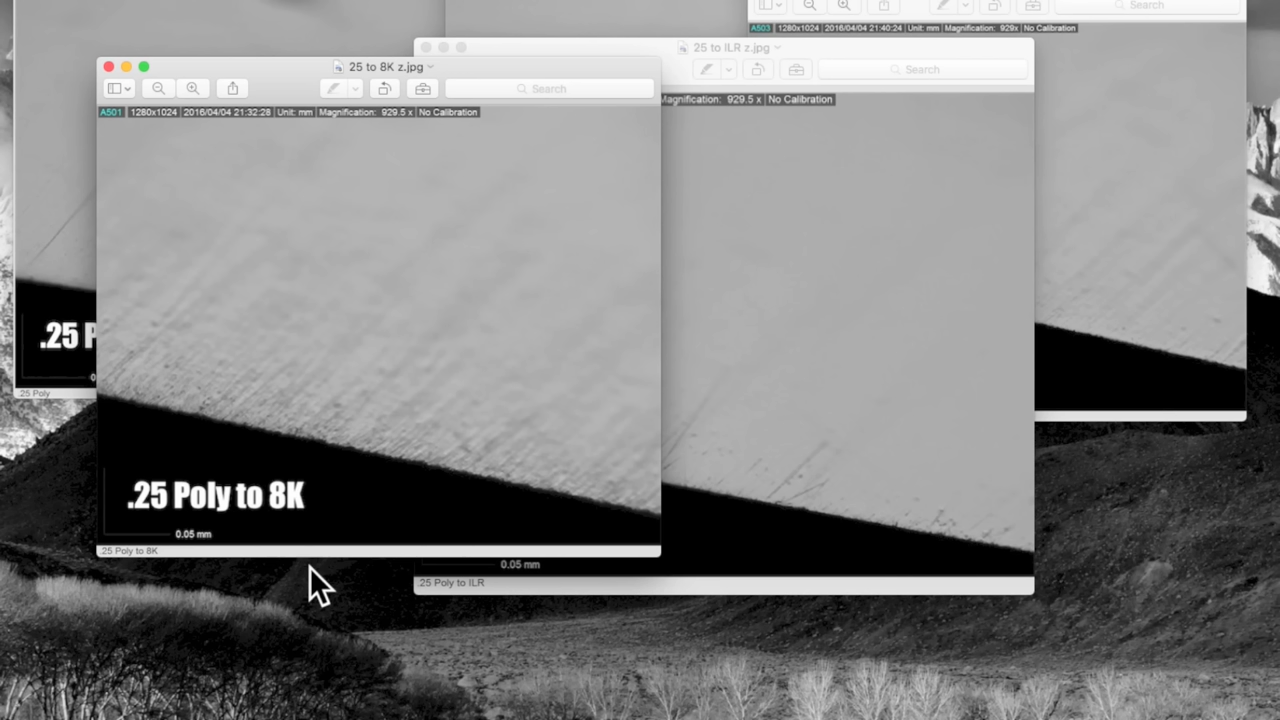 Search
A503 1280x1024 2016/04/04 21:40:24 Unit: mm Magnification: 929x No Calibration
25 to ILR z.jpg
Search
Magnification: 929.5 x No Calibration
25 to 8K z.jpg
Search
A501 1280x1024 2016/04/04 21:32:28 Unit: mm Magnification: 929.5 x No Calibration
.25 P
0
.25 Poly
.25 Poly to 8K
0.05 mm
.25 Poly to 8K
0.05 mm
.25 Poly to ILR